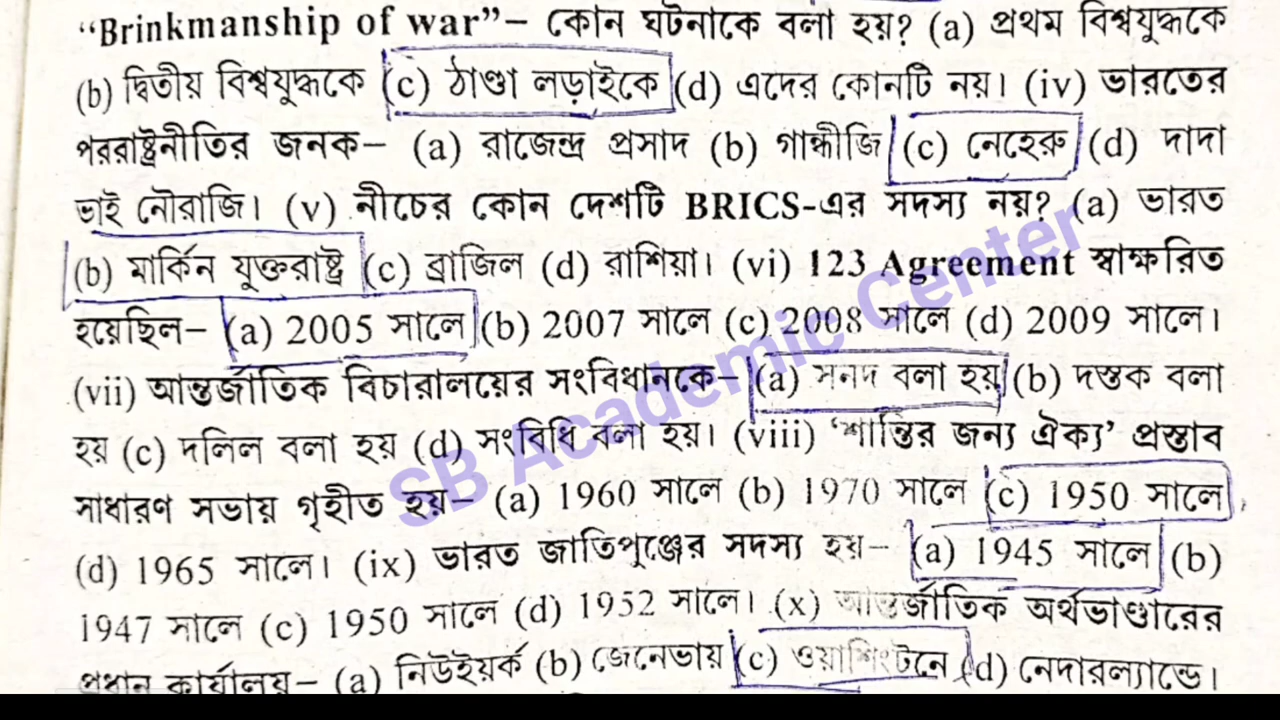 “Brinkmanship of war”– কোন ঘটনাকে বলা হয়? (a) প্রথম বিশ্বযুদ্ধকে
(b) দ্বিতীয় বিশ্বযুদ্ধকে (c) ঠাণ্ডা লড়াইকে (d) এদের কোনটি নয়। (iv) ভারতের
পররাষ্ট্রনীতির জনক– (a) রাজেন্দ্র প্রসাদ (b) গান্ধীজি (c) নেহেরু (d) দাদা
ভাই নৌরাজি। (v) নীচের কোন দেশটি BRICS-এর সদস্য নয়? (a) ভারত
(b) মার্কিন যুক্তরাষ্ট্র (c) ব্রাজিল (d) রাশিয়া। (vi) 123 Agreement স্বাক্ষরিত
হয়েছিল– (a) 2005 সালে (b) 2007 সালে (c) 2008 সালে (d) 2009 সালে।
(vii) আন্তর্জাতিক বিচারালয়ের সংবিধানকে– (a) সনদ বলা হয় (b) দস্তক বলা
হয় (c) দলিল বলা হয় (d) সংবিধি বলা হয়। (viii) ‘শান্তির জন্য ঐক্য’ প্রস্তাব
সাধারণ সভায় গৃহীত হয়– (a) 1960 সালে (b) 1970 সালে (c) 1950 সালে
(d) 1965 সালে। (ix) ভারত জাতিপুঞ্জের সদস্য হয়– (a) 1945 সালে (b)
1947 সালে (c) 1950 সালে (d) 1952 সালে। (x) আন্তর্জাতিক অর্থভাণ্ডারের
প্রধান কার্যালয়– (a) নিউইয়র্ক (b) জেনেভায় (c) ওয়াশিংটনে (d) নেদারল্যান্ডে।
SB Academic Center